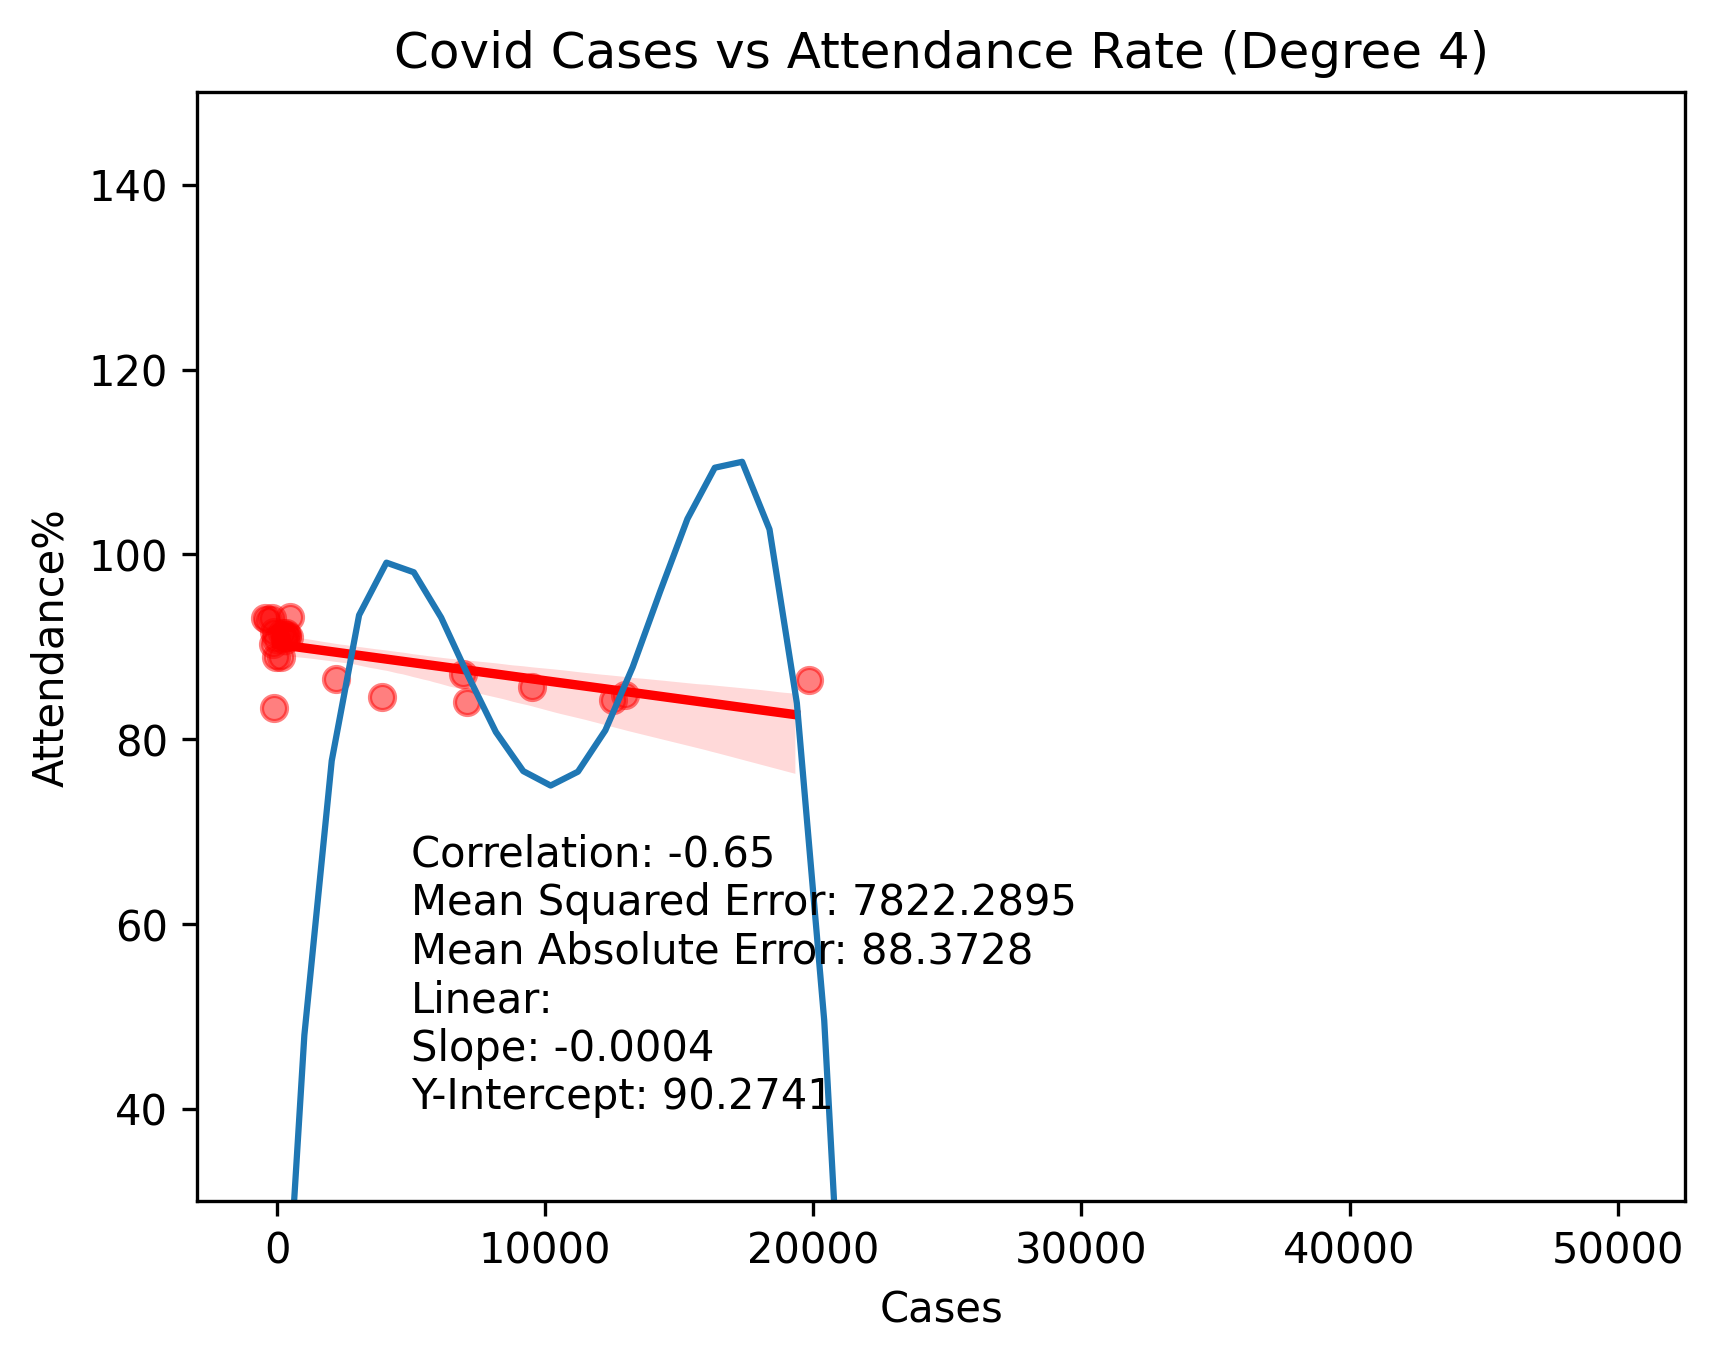 Covid Cases vs Attendance Rate (Degree 4)
140
120
100
80
60
40
Attendance%
Correlation: -0.65
Mean Squared Error: 7822.2895
Mean Absolute Error: 88.3728
Linear:
Slope: -0.0004
Y-Intercept: 90.2741
0 10000 20000 30000 40000 50000
Cases